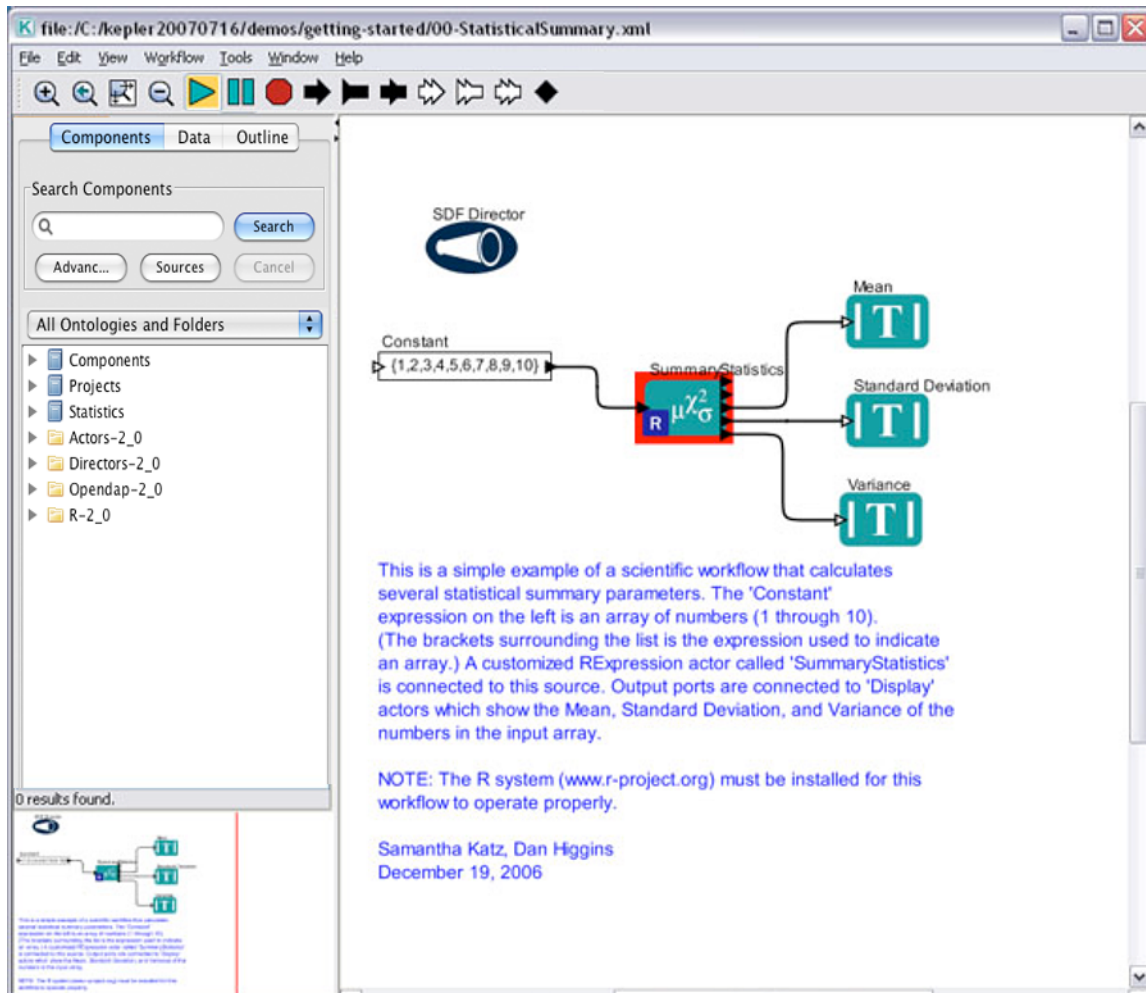 file:/C:/kepler20070716/demos/getting-started/00-StatisticalSummary.xml
File Edit View Workflow Tools Window Help
Components Data Outline
Search Components
Search
Advanc... Sources Cancel
All Ontologies and Folders
Components
Projects
Statistics
Actors-2_0
Directors-2_0
Opendap-2_0
R-2_0
0 results found.
SDF Director
Constant
{1,2,3,4,5,6,7,8,9,10}
SummaryStatistics
R μχ²σ
Mean
T
Standard Deviation
T
Variance
T
This is a simple example of a scientific workflow that calculates
several statistical summary parameters. The 'Constant'
expression on the left is an array of numbers (1 through 10).
(The brackets surrounding the list is the expression used to indicate
an array.) A customized RExpression actor called 'SummaryStatistics'
is connected to this source. Output ports are connected to 'Display'
actors which show the Mean, Standard Deviation, and Variance of the
numbers in the input array.
NOTE: The R system (www.r-project.org) must be installed for this
workflow to operate properly.
Samantha Katz, Dan Higgins
December 19, 2006